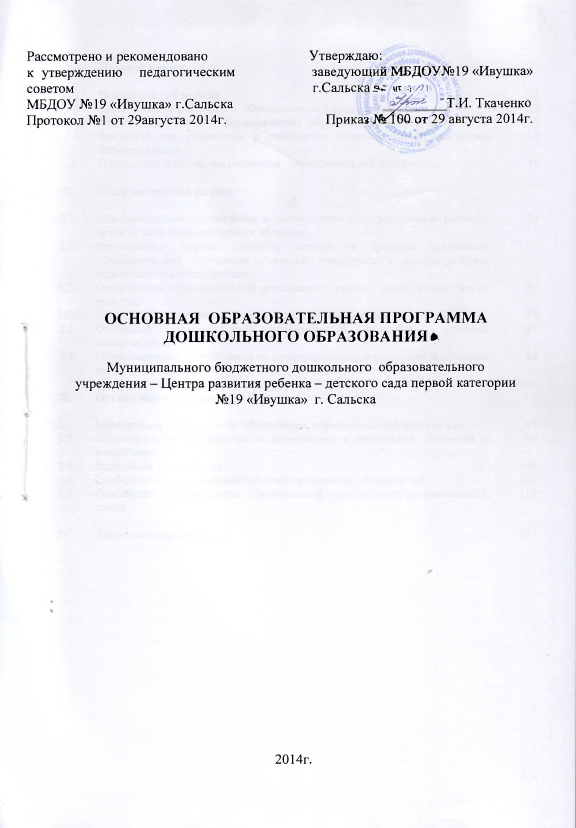 Рассмотрено и рекомендовано
к утверждению педагогическим
советом
МБДОУ №19 «Ивушка» г.Сальска
Протокол №1 от 29августа 2014г.
Утверждаю:
заведующий МБДОУ№19 «Ивушка»
г.Сальска
Т.И. Ткаченко
Приказ № 100 от 29 августа 2014г.
ОСНОВНАЯ ОБРАЗОВАТЕЛЬНАЯ ПРОГРАММА
ДОШКОЛЬНОГО ОБРАЗОВАНИЯ
Муниципального бюджетного дошкольного образовательного
учреждения – Центра развития ребенка – детского сада первой категории
№19 «Ивушка» г. Сальска
2014г.